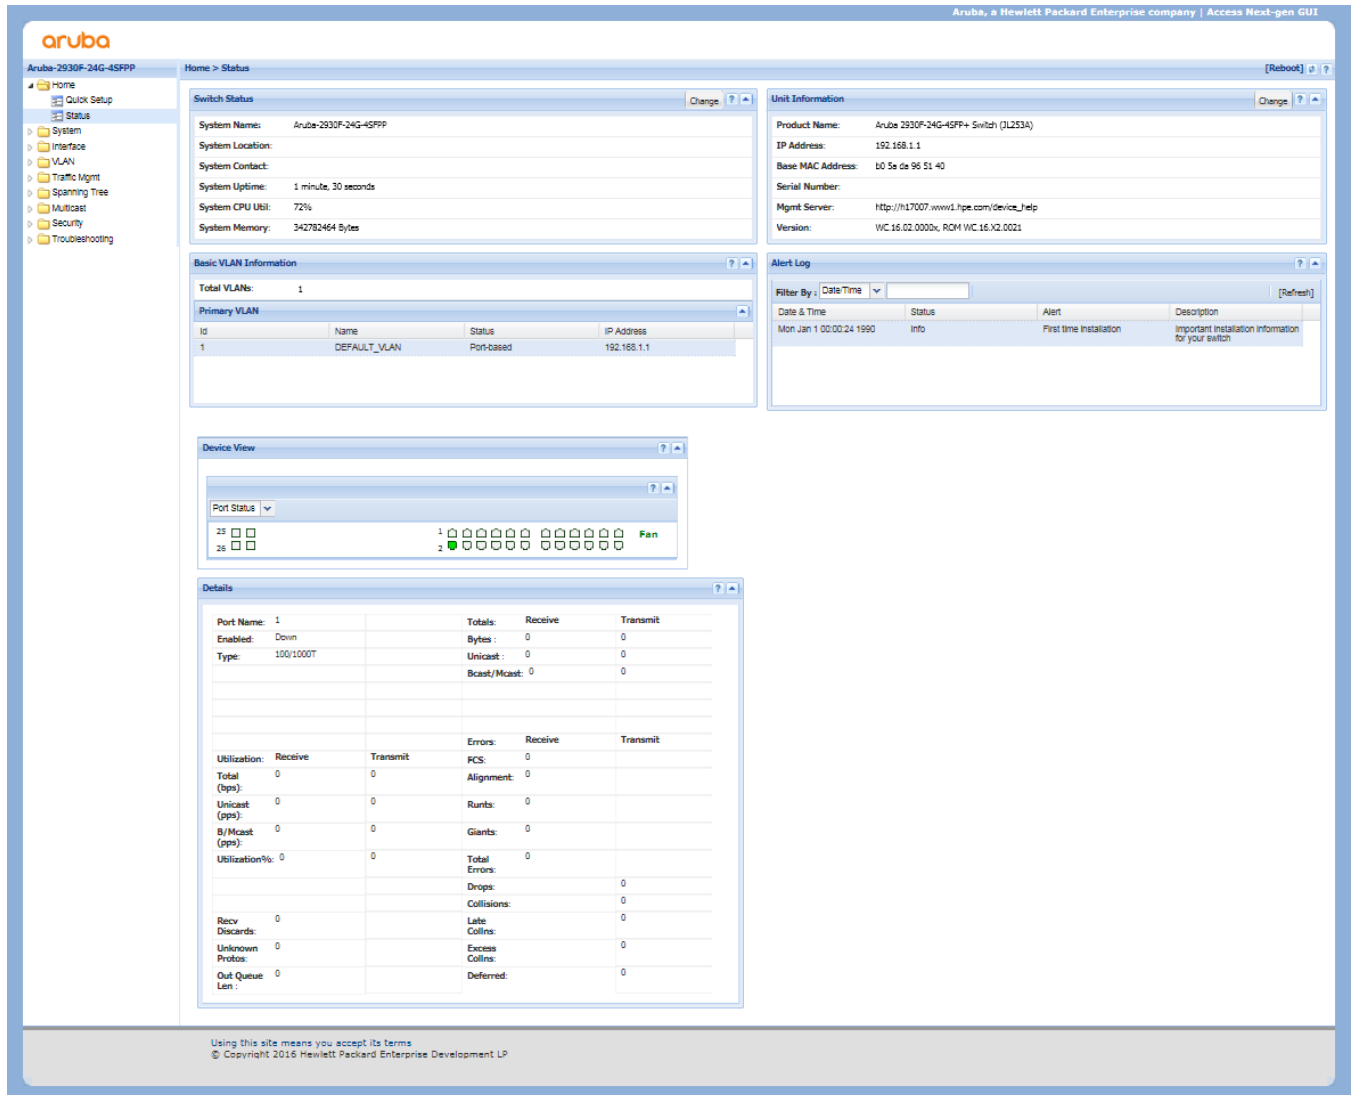 Aruba, a Hewlett Packard Enterprise company | Access Next-gen GUI
aruba
Aruba-2930F-24G-4SFPP
Home
Quick Setup
Status
System
Interface
VLAN
Traffic Mgmt
Spanning Tree
Multicast
Security
Troubleshooting
Home > Status
[Reboot] ?
Switch Status
Change ?
System Name: Aruba-2930F-24G-4SFPP
System Location:
System Contact:
System Uptime: 1 minute, 30 seconds
System CPU Util: 72%
System Memory: 342782464 Bytes
Unit Information
Change ?
Product Name: Aruba 2930F-24G-4SFP+ Switch (JL253A)
IP Address: 192.168.1.1
Base MAC Address: b0 5a da 96 51 40
Serial Number:
Mgmt Server: http://h17007.www1.hpe.com/device_help
Version: WC.16.02.0000x, ROM WC.16.X2.0021
Basic VLAN Information ?
Total VLANs: 1
Primary VLAN
Id Name Status IP Address
1 DEFAULT_VLAN Port-based 192.168.1.1
Alert Log ?
Filter By : Date/Time [Refresh]
Date & Time Status Alert Description
Mon Jan 1 00:00:24 1990 Info First time installation Important installation information
for your switch
Device View ?
?
Port Status
25 1 Fan
26 2
Details ?
Port Name: 1 Totals: Receive Transmit
Enabled: Down Bytes : 0 0
Type: 100/1000T Unicast : 0 0
Bcast/Mcast: 0 0
Errors: Receive Transmit
Utilization: Receive Transmit FCS: 0
Total 0 0 Alignment: 0
(bps):
Unicast 0 0 Runts: 0
(pps):
B/Mcast 0 0 Giants: 0
(pps):
Utilization%: 0 0 Total 0
Errors:
Drops: 0
Collisions: 0
Recv 0 Late 0
Discards: Collns:
Unknown 0 Excess 0
Protos: Collns:
Out Queue 0 Deferred: 0
Len :
Using this site means you accept its terms
© Copyright 2016 Hewlett Packard Enterprise Development LP